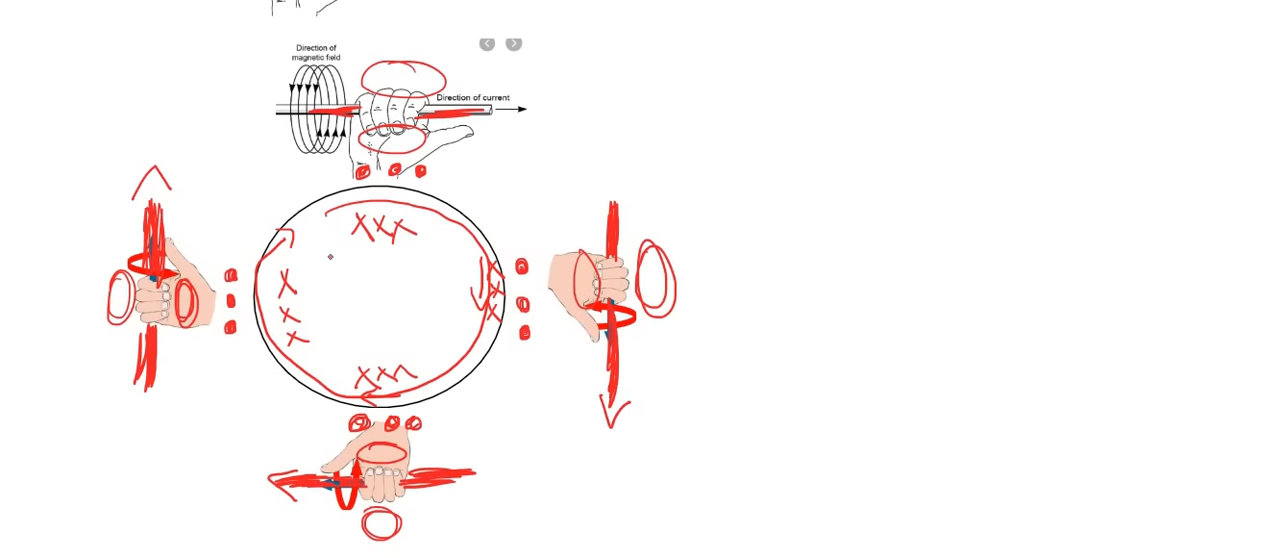 Direction of
magnetic field
Direction of current
X X X
X
X
X
X
X
X
X X